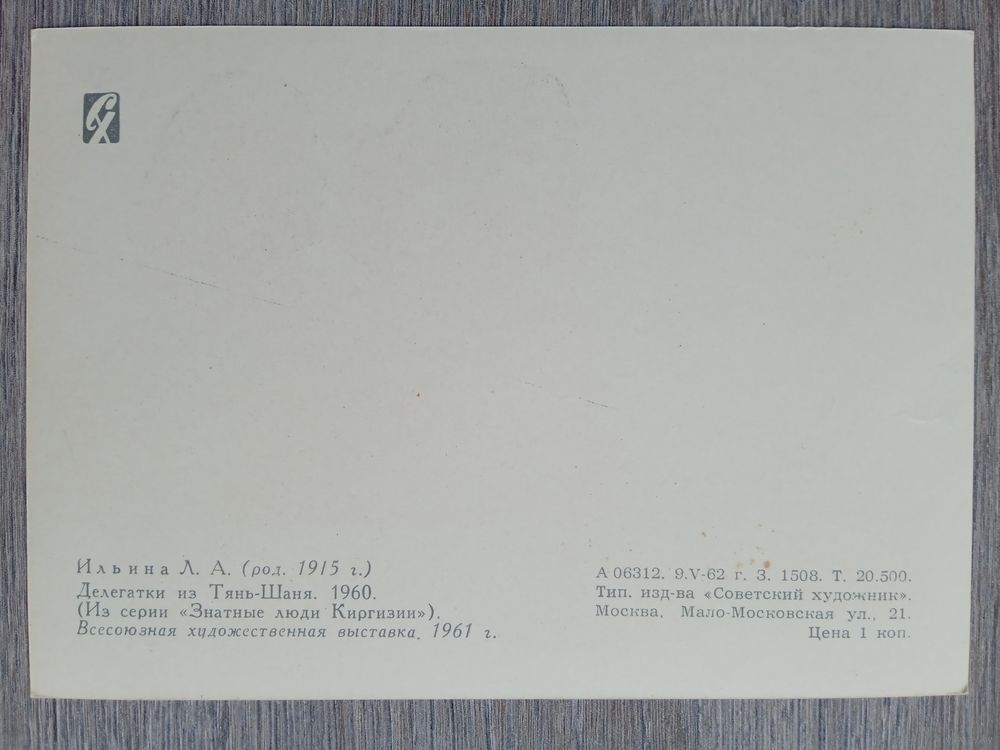 СХ
Ильина Л. А. (род. 1915 г.)
Делегатки из Тянь-Шаня. 1960.
(Из серии «Знатные люди Киргизии»).
Всесоюзная художественная выставка. 1961 г.
А 06312. 9.V-62 г. З. 1508. Т. 20.500.
Тип. изд-ва «Советский художник».
Москва. Мало-Московская ул., 21.
Цена 1 коп.